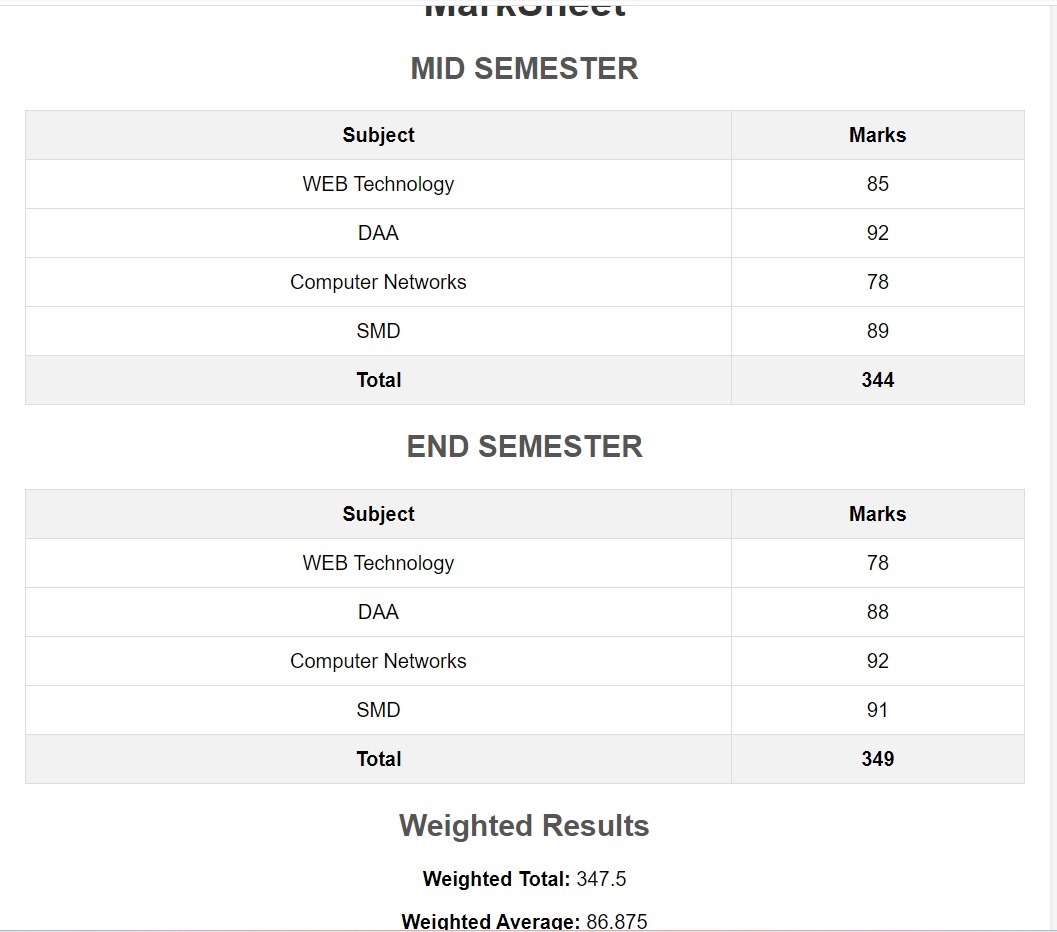 MarkSheet
MID SEMESTER
Subject Marks
WEB Technology 85
DAA 92
Computer Networks 78
SMD 89
Total 344
END SEMESTER
Subject Marks
WEB Technology 78
DAA 88
Computer Networks 92
SMD 91
Total 349
Weighted Results
Weighted Total: 347.5
Weighted Average: 86.875